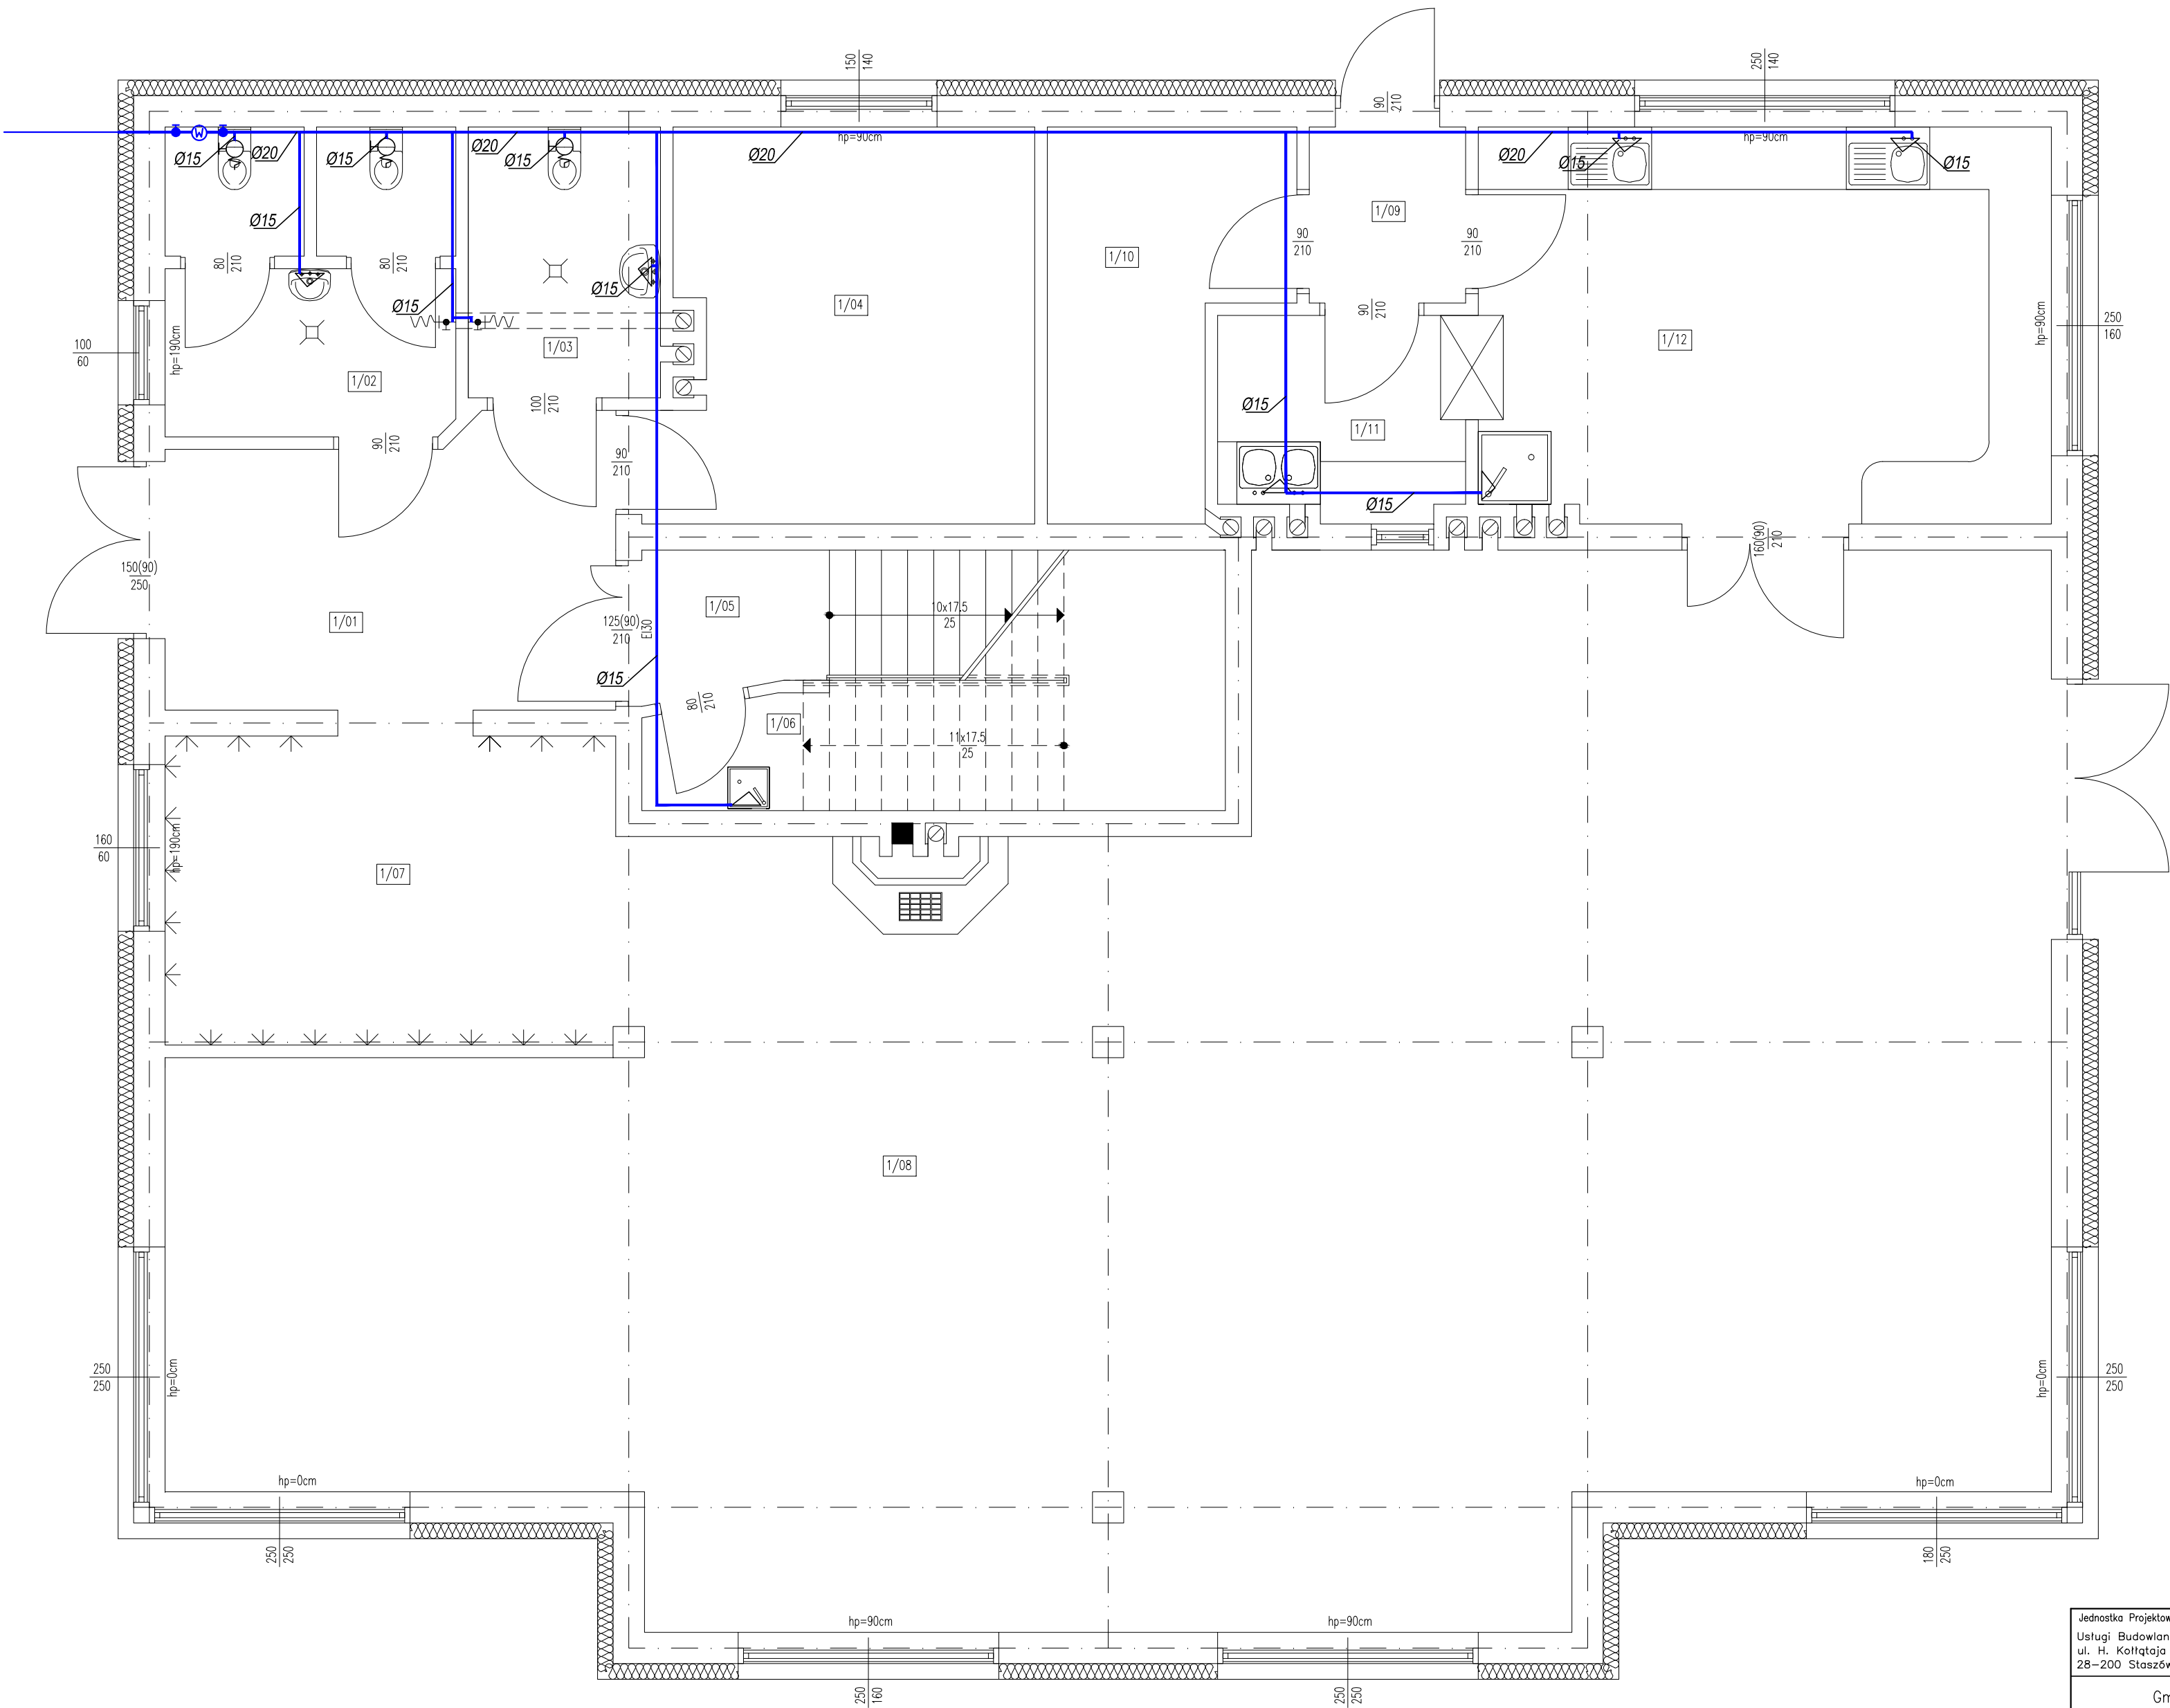 150
140
250
140
90
210
hp=90cm
hp=90cm
W
Ø15
Ø20
Ø15
Ø20
Ø15
Ø20
Ø20
Ø15
Ø15
Ø15
1/09
80
210
80
210
90
210
90
210
1/10
Ø15
Ø15
1/04
90
210
Ø15
100
60
hp=190cm
1/02
1/03
1/12
hp=90cm
250
160
100
210
Ø15
1/11
90
210
90
210
Ø15
160(90)
210
150(90)
250
1/01
1/05
10x17.5
25
125(90)
210
EI30
Ø15
80
210
1/06
11x17.5
25
160
60
hp=190cm
1/07
1/08
250
250
hp=0cm
hp=0cm
250
250
hp=0cm
hp=0cm
250
250
180
250
hp=90cm
hp=90cm
250
160
250
250
Jednostka Projektow
Usługi Budowlan
ul. H. Kołłątaja
28-200 Staszów
Gm